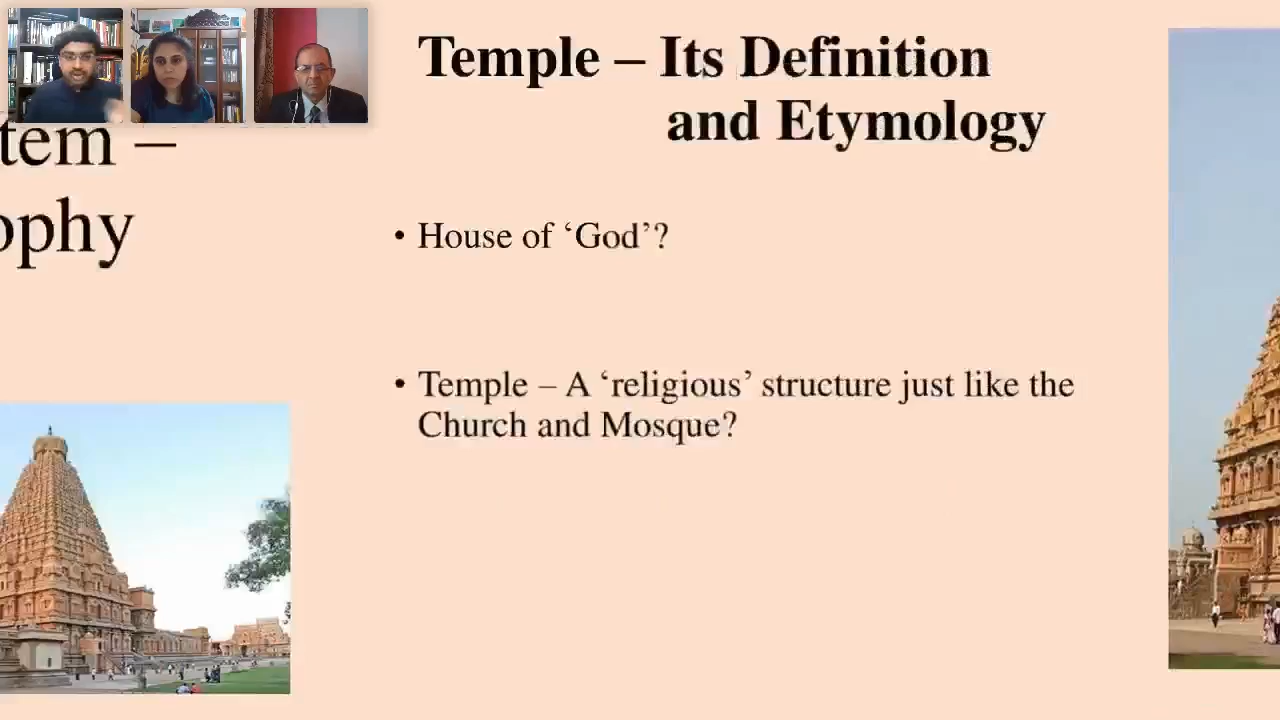 tem –
ophy
Temple – Its Definition
and Etymology
• House of ‘God’?
• Temple – A ‘religious’ structure just like the
Church and Mosque?